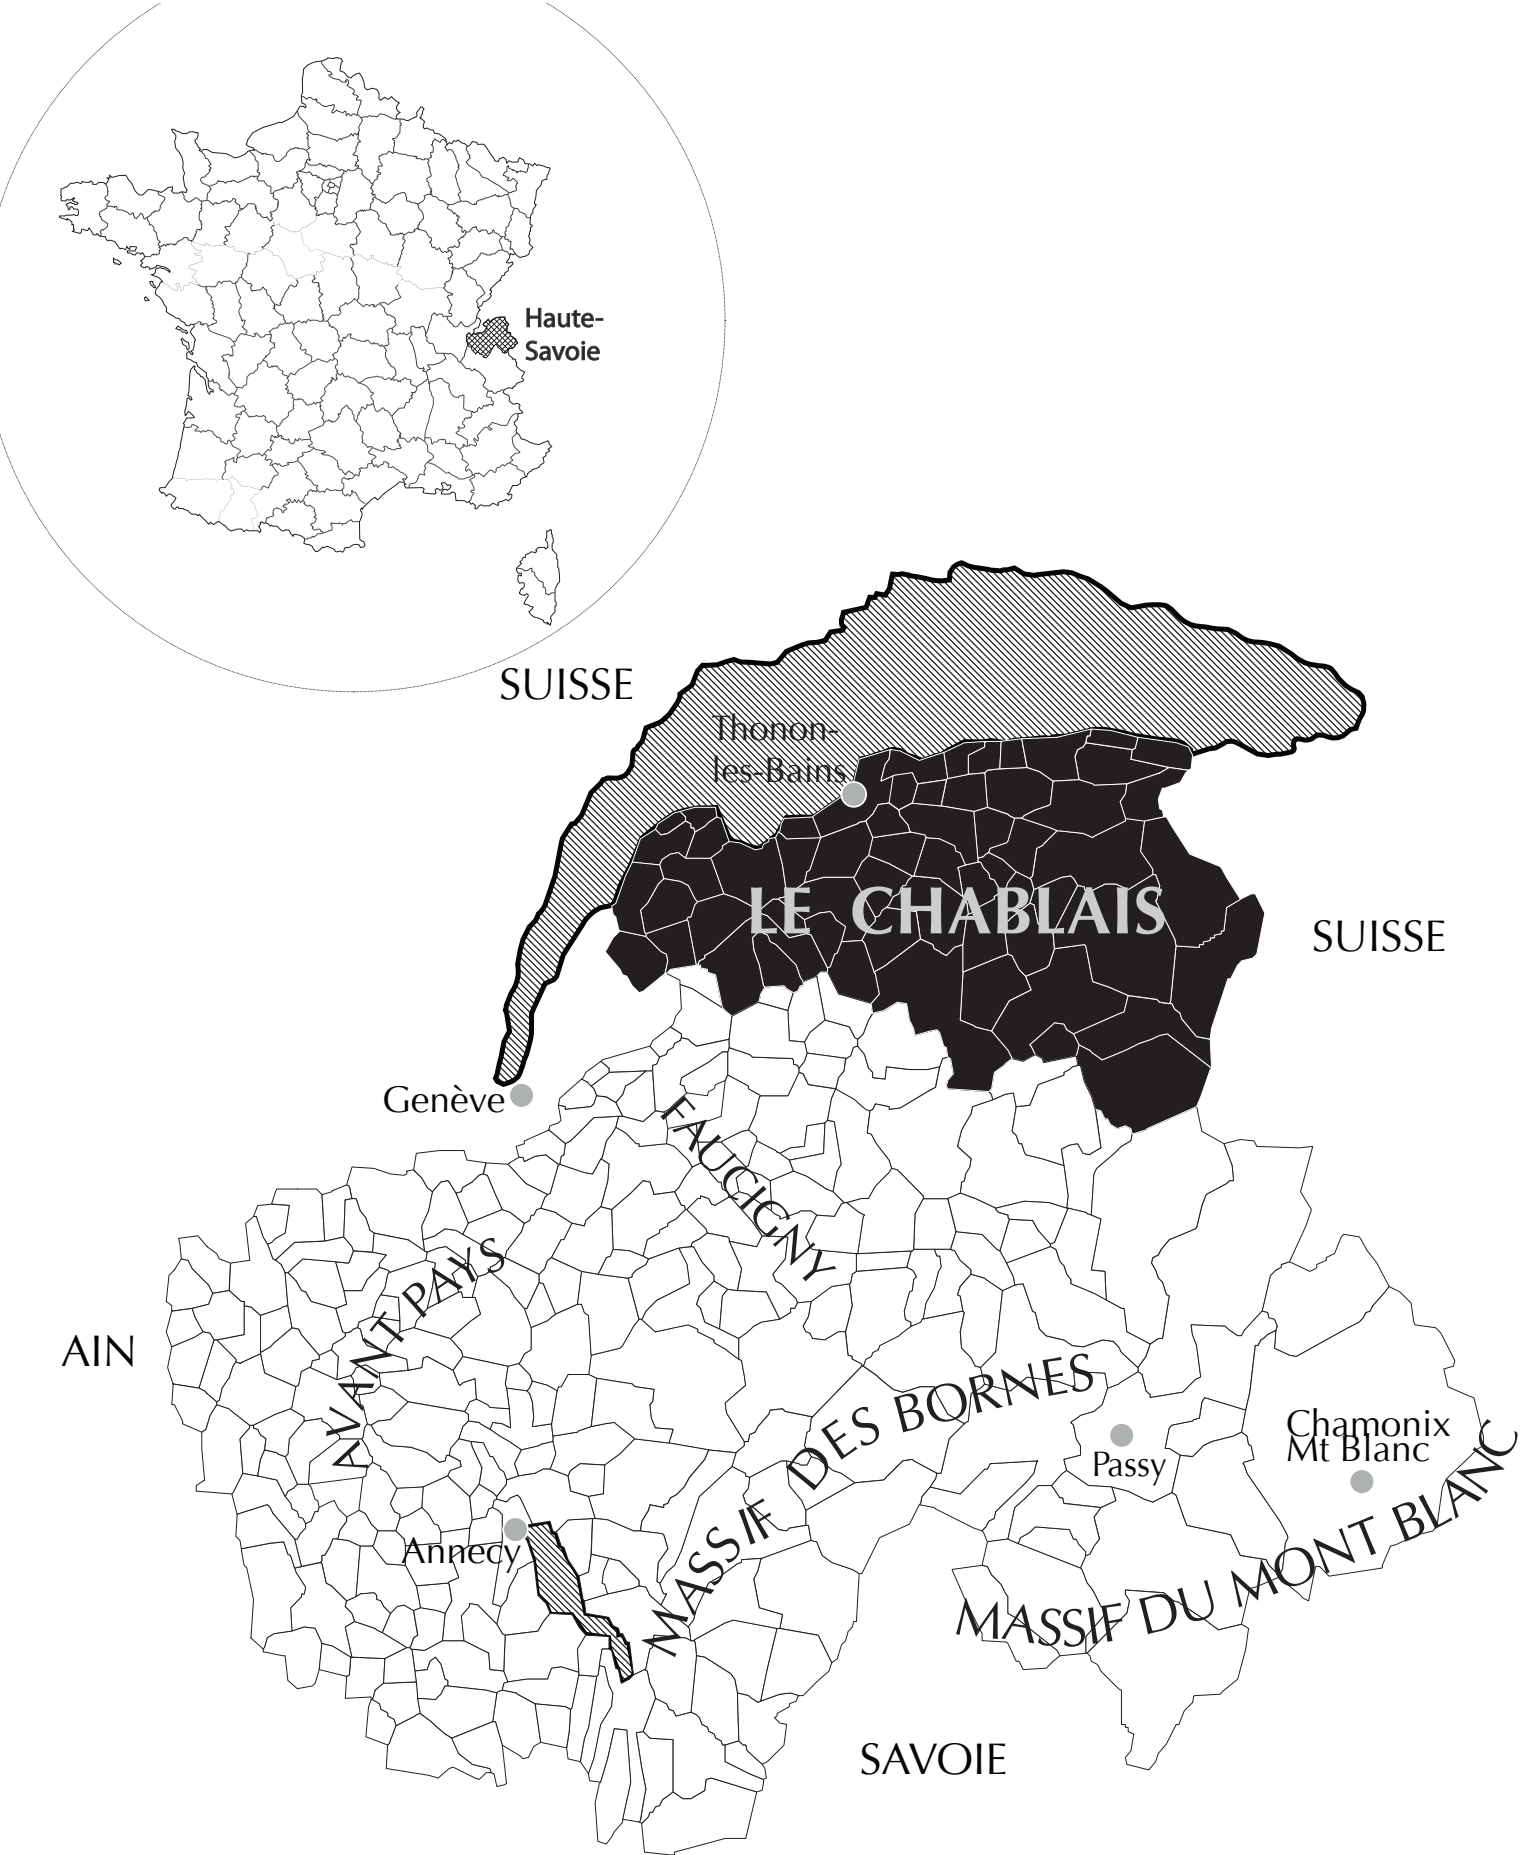 Haute-
Savoie
SUISSE
Thonon-
les-Bains
LE CHABLAIS
SUISSE
Genève
FAUCIGNY
AVANT PAYS
AIN
MASSIF DES BORNES
Chamonix
Mt Blanc
Passy
Annecy
MASSIF DU MONT BLANC
SAVOIE